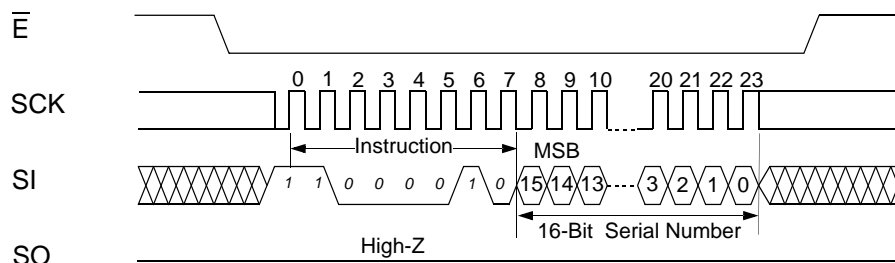 E
0 1 2 3 4 5 6 7 8 9 10 20 21 22 23
SCK
Instruction MSB
SI 1 1 0 0 0 0 1 0 15 14 13 3 2 1 0
16-Bit Serial Number
High-Z
SO